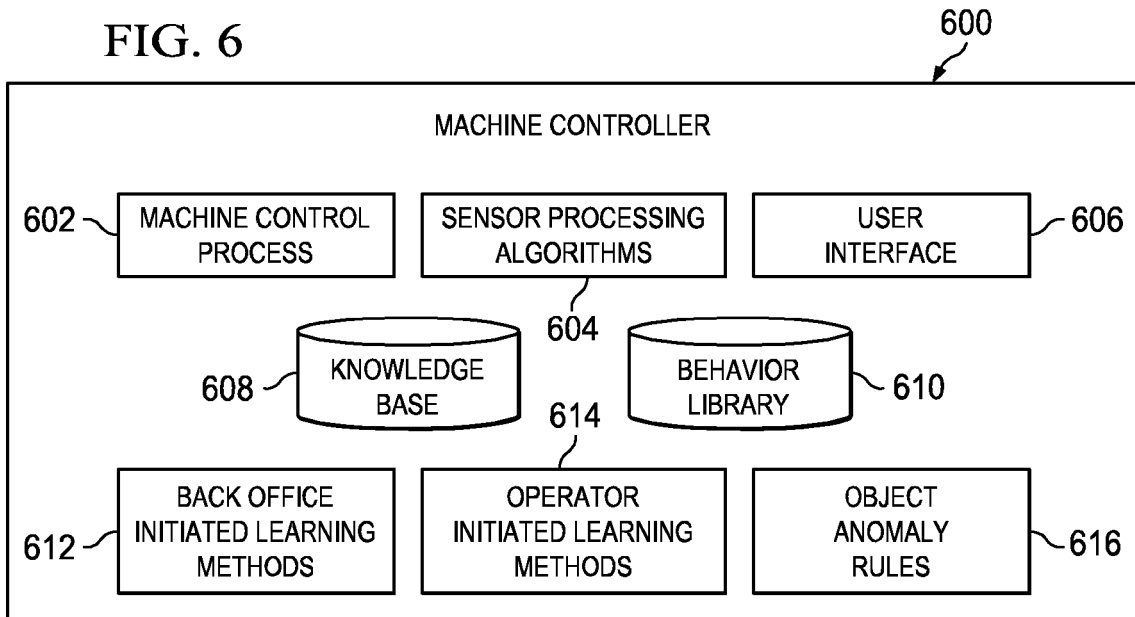 FIG. 6
600
MACHINE CONTROLLER
602
MACHINE CONTROL
PROCESS
SENSOR PROCESSING
ALGORITHMS
604
USER
INTERFACE
606
608
KNOWLEDGE
BASE
BEHAVIOR
LIBRARY
610
612
BACK OFFICE
INITIATED LEARNING
METHODS
614
OPERATOR
INITIATED LEARNING
METHODS
OBJECT
ANOMALY
RULES
616